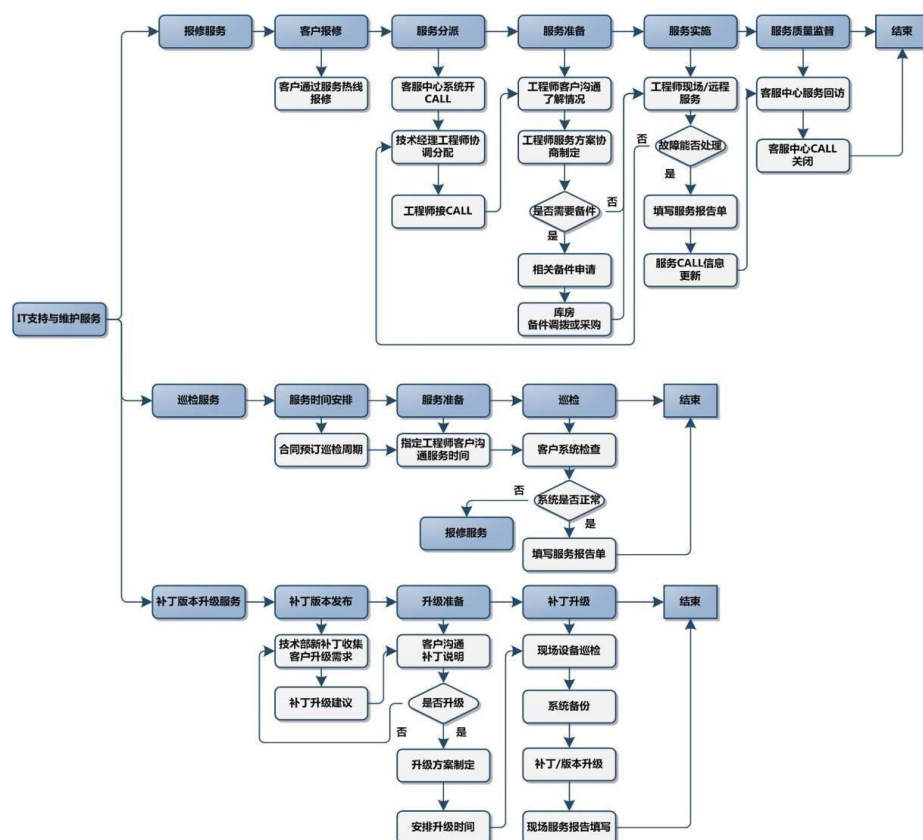 报修服务
客户报修
服务分派
服务准备
服务实施
服务质量监督
结束
客户通过服务热线
报修
客服中心系统开
CALL
工程师客户沟通
了解情况
工程师现场/远程
服务
客服中心服务回访
技术经理工程师协
调分配
工程师服务方案协
商制定
否
故障能否处理
客服中心CALL
关闭
是
工程师接CALL
是否需要备件
否
填写服务报告单
是
相关备件申请
服务CALL信息
更新
库房
备件调拨或采购
IT支持与维护服务
巡检服务
服务时间安排
服务准备
巡检
结束
合同预订巡检周期
指定工程师客户沟
通服务时间
客户系统检查
否
系统是否正常
是
报修服务
填写服务报告单
补丁版本升级服务
补丁版本发布
升级准备
补丁升级
结束
技术部新补丁收集
客户升级需求
客户沟通
补丁说明
现场设备巡检
补丁升级建议
是否升级
系统备份
否
是
升级方案制定
补丁/版本升级
安排升级时间
现场服务报告填写